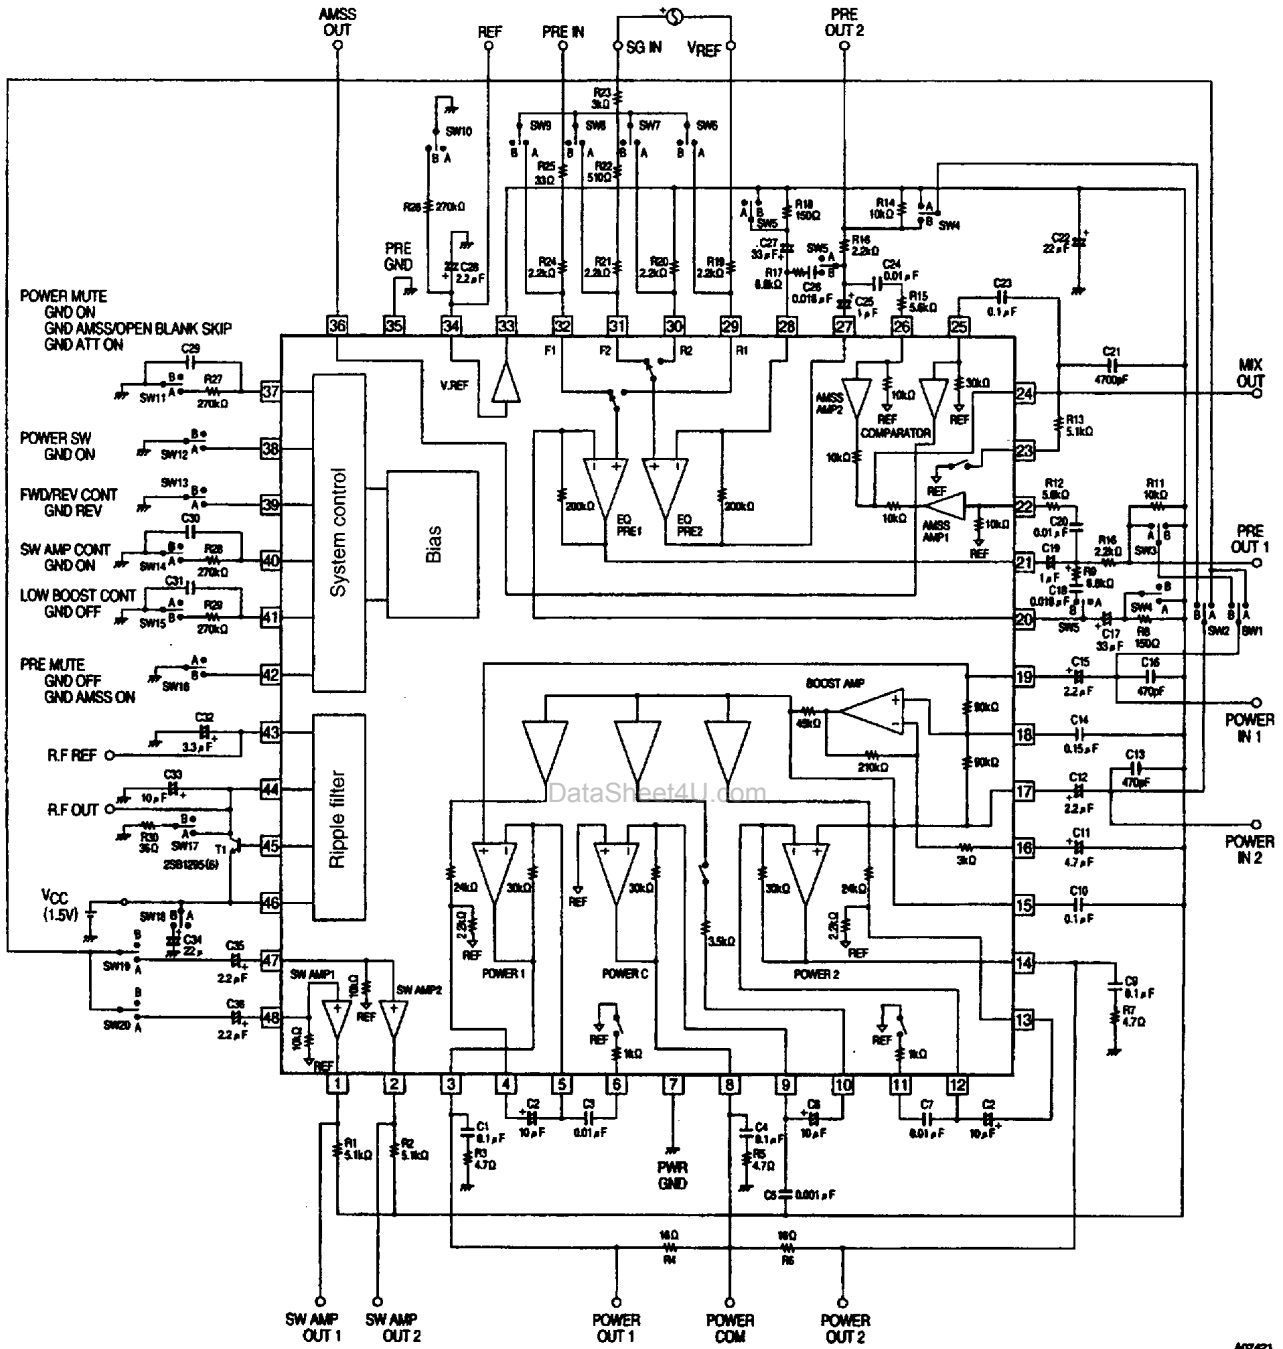 AMSS
OUT
REF
PRE IN
SG IN
VREF
PRE
OUT 2
R23
3kΩ
SW10
SW9
SW8
SW7
SW6
B A
B A
B A
B A
B A
R25
33Ω
R22
510Ω
R26
270kΩ
R18
150Ω
A B
SW5
R14
10kΩ
A
B
SW4
C22
22μF
PRE
GND
C28
2.2μF
R24
2.2kΩ
R21
2.2kΩ
R20
2.2kΩ
R19
2.2kΩ
C27
33μF
R17
6.8kΩ
SW5
A
B
C26
0.018μF
R16
2.2kΩ
C24
0.01μF
C25
1μF
R15
5.6kΩ
C23
0.1μF
POWER MUTE
GND ON
GND AMSS/OPEN BLANK SKIP
GND ATT ON
36
35
34
33
32
31
30
29
28
27
26
25
F1
F2
R2
R1
V.REF
C29
B
A
SW11
R27
270kΩ
37
AMSS
AMP2
10kΩ
REF
COMPARATOR
30kΩ
REF
C21
4700pF
MIX
OUT
24
R13
5.1kΩ
POWER SW
GND ON
B
A
SW12
38
10kΩ
REF
23
FWD/REV CONT
GND REV
SW13
B
A
39
System control
Bias
200kΩ
EQ
PRE1
EQ
PRE2
200kΩ
10kΩ
AMSS
AMP1
10kΩ
REF
22
R12
5.6kΩ
R11
10kΩ
C20
0.01μF
SW AMP CONT
GND ON
C30
B
A
SW14
R28
270kΩ
40
21
C19
1μF
R16
2.2kΩ
SW3
PRE
OUT 1
R9
6.8kΩ
C18
0.018μF
LOW BOOST CONT
GND OFF
C31
A
B
SW15
R29
270kΩ
41
20
B A
SW5
C17
33μF
SW4
B
A
R8
150Ω
B A
SW2
B A
SW1
PRE MUTE
GND OFF
GND AMSS ON
A
B
SW16
42
19
C15
2.2μF
C16
470pF
BOOST AMP
45kΩ
90kΩ
POWER
IN 1
C32
3.3μF
43
18
C14
0.15μF
R.F REF
210kΩ
90kΩ
C33
10μF
44
Ripple filter
DataSheet4U.com
17
C12
2.2μF
C13
470pF
R.F OUT
R30
36Ω
B
A
SW17
T1
2SB1295(6)
45
3kΩ
16
C11
4.7μF
POWER
IN 2
VCC
(1.5V)
46
SW18
B A
C34
22μ
24kΩ
30kΩ
REF
30kΩ
30kΩ
24kΩ
15
C10
0.1μF
2.2kΩ
REF
3.5kΩ
2.2kΩ
REF
POWER 1
POWER C
POWER 2
14
C9
0.1μF
R7
4.7Ω
B
SW19
A
C35
2.2μF
47
SW AMP1
10kΩ
REF
SW AMP2
B
SW20
A
C36
2.2μF
48
10kΩ
REF
REF
1kΩ
REF
1kΩ
13
1
2
3
4
5
6
7
8
9
10
11
12
R1
5.1kΩ
R2
5.1kΩ
C1
0.1μF
R3
4.7Ω
C2
10μF
C3
0.01μF
PWR
GND
C4
0.1μF
R5
4.7Ω
C6
10μF
C5
0.001μF
C7
0.01μF
C2
10μF
16Ω
R4
16Ω
R6
SW AMP
OUT 1
SW AMP
OUT 2
POWER
OUT 1
POWER
COM
POWER
OUT 2
A07421